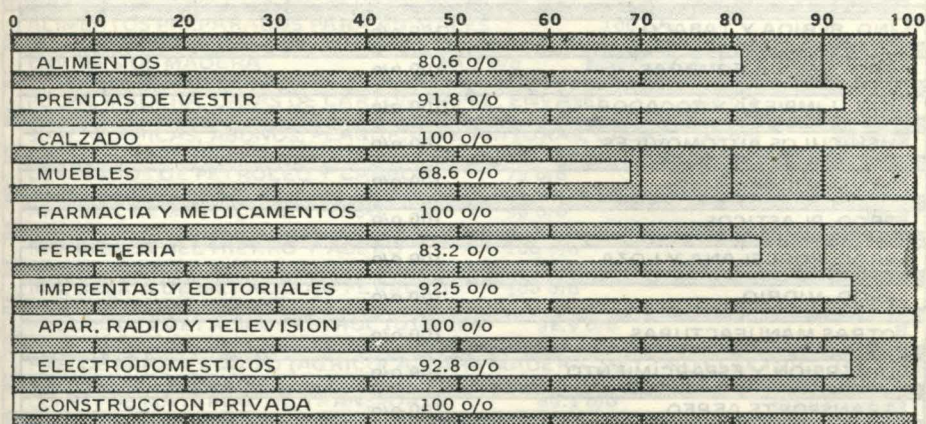 0 10 20 30 40 50 60 70 80 90 100
ALIMENTOS 80.6 o/o
PRENDAS DE VESTIR 91.8 o/o
CALZADO 100 o/o
MUEBLES 68.6 o/o
FARMACIA Y MEDICAMENTOS 100 o/o
FERRETERIA 83.2 o/o
IMPRENTAS Y EDITORIALES 92.5 o/o
APAR. RADIO Y TELEVISION 100 o/o
ELECTRODOMESTICOS 92.8 o/o
CONSTRUCCION PRIVADA 100 o/o